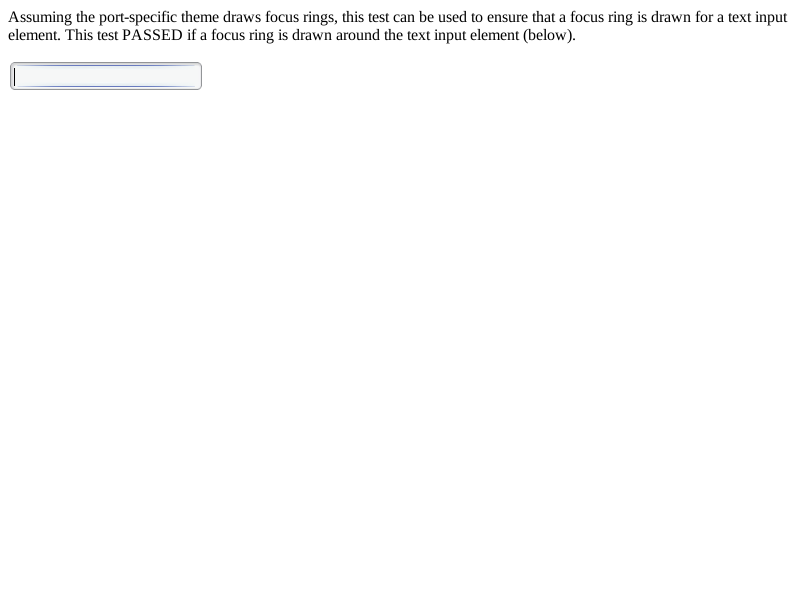 Assuming the port-specific theme draws focus rings, this test can be used to ensure that a focus ring is drawn for a text input
element. This test PASSED if a focus ring is drawn around the text input element (below).